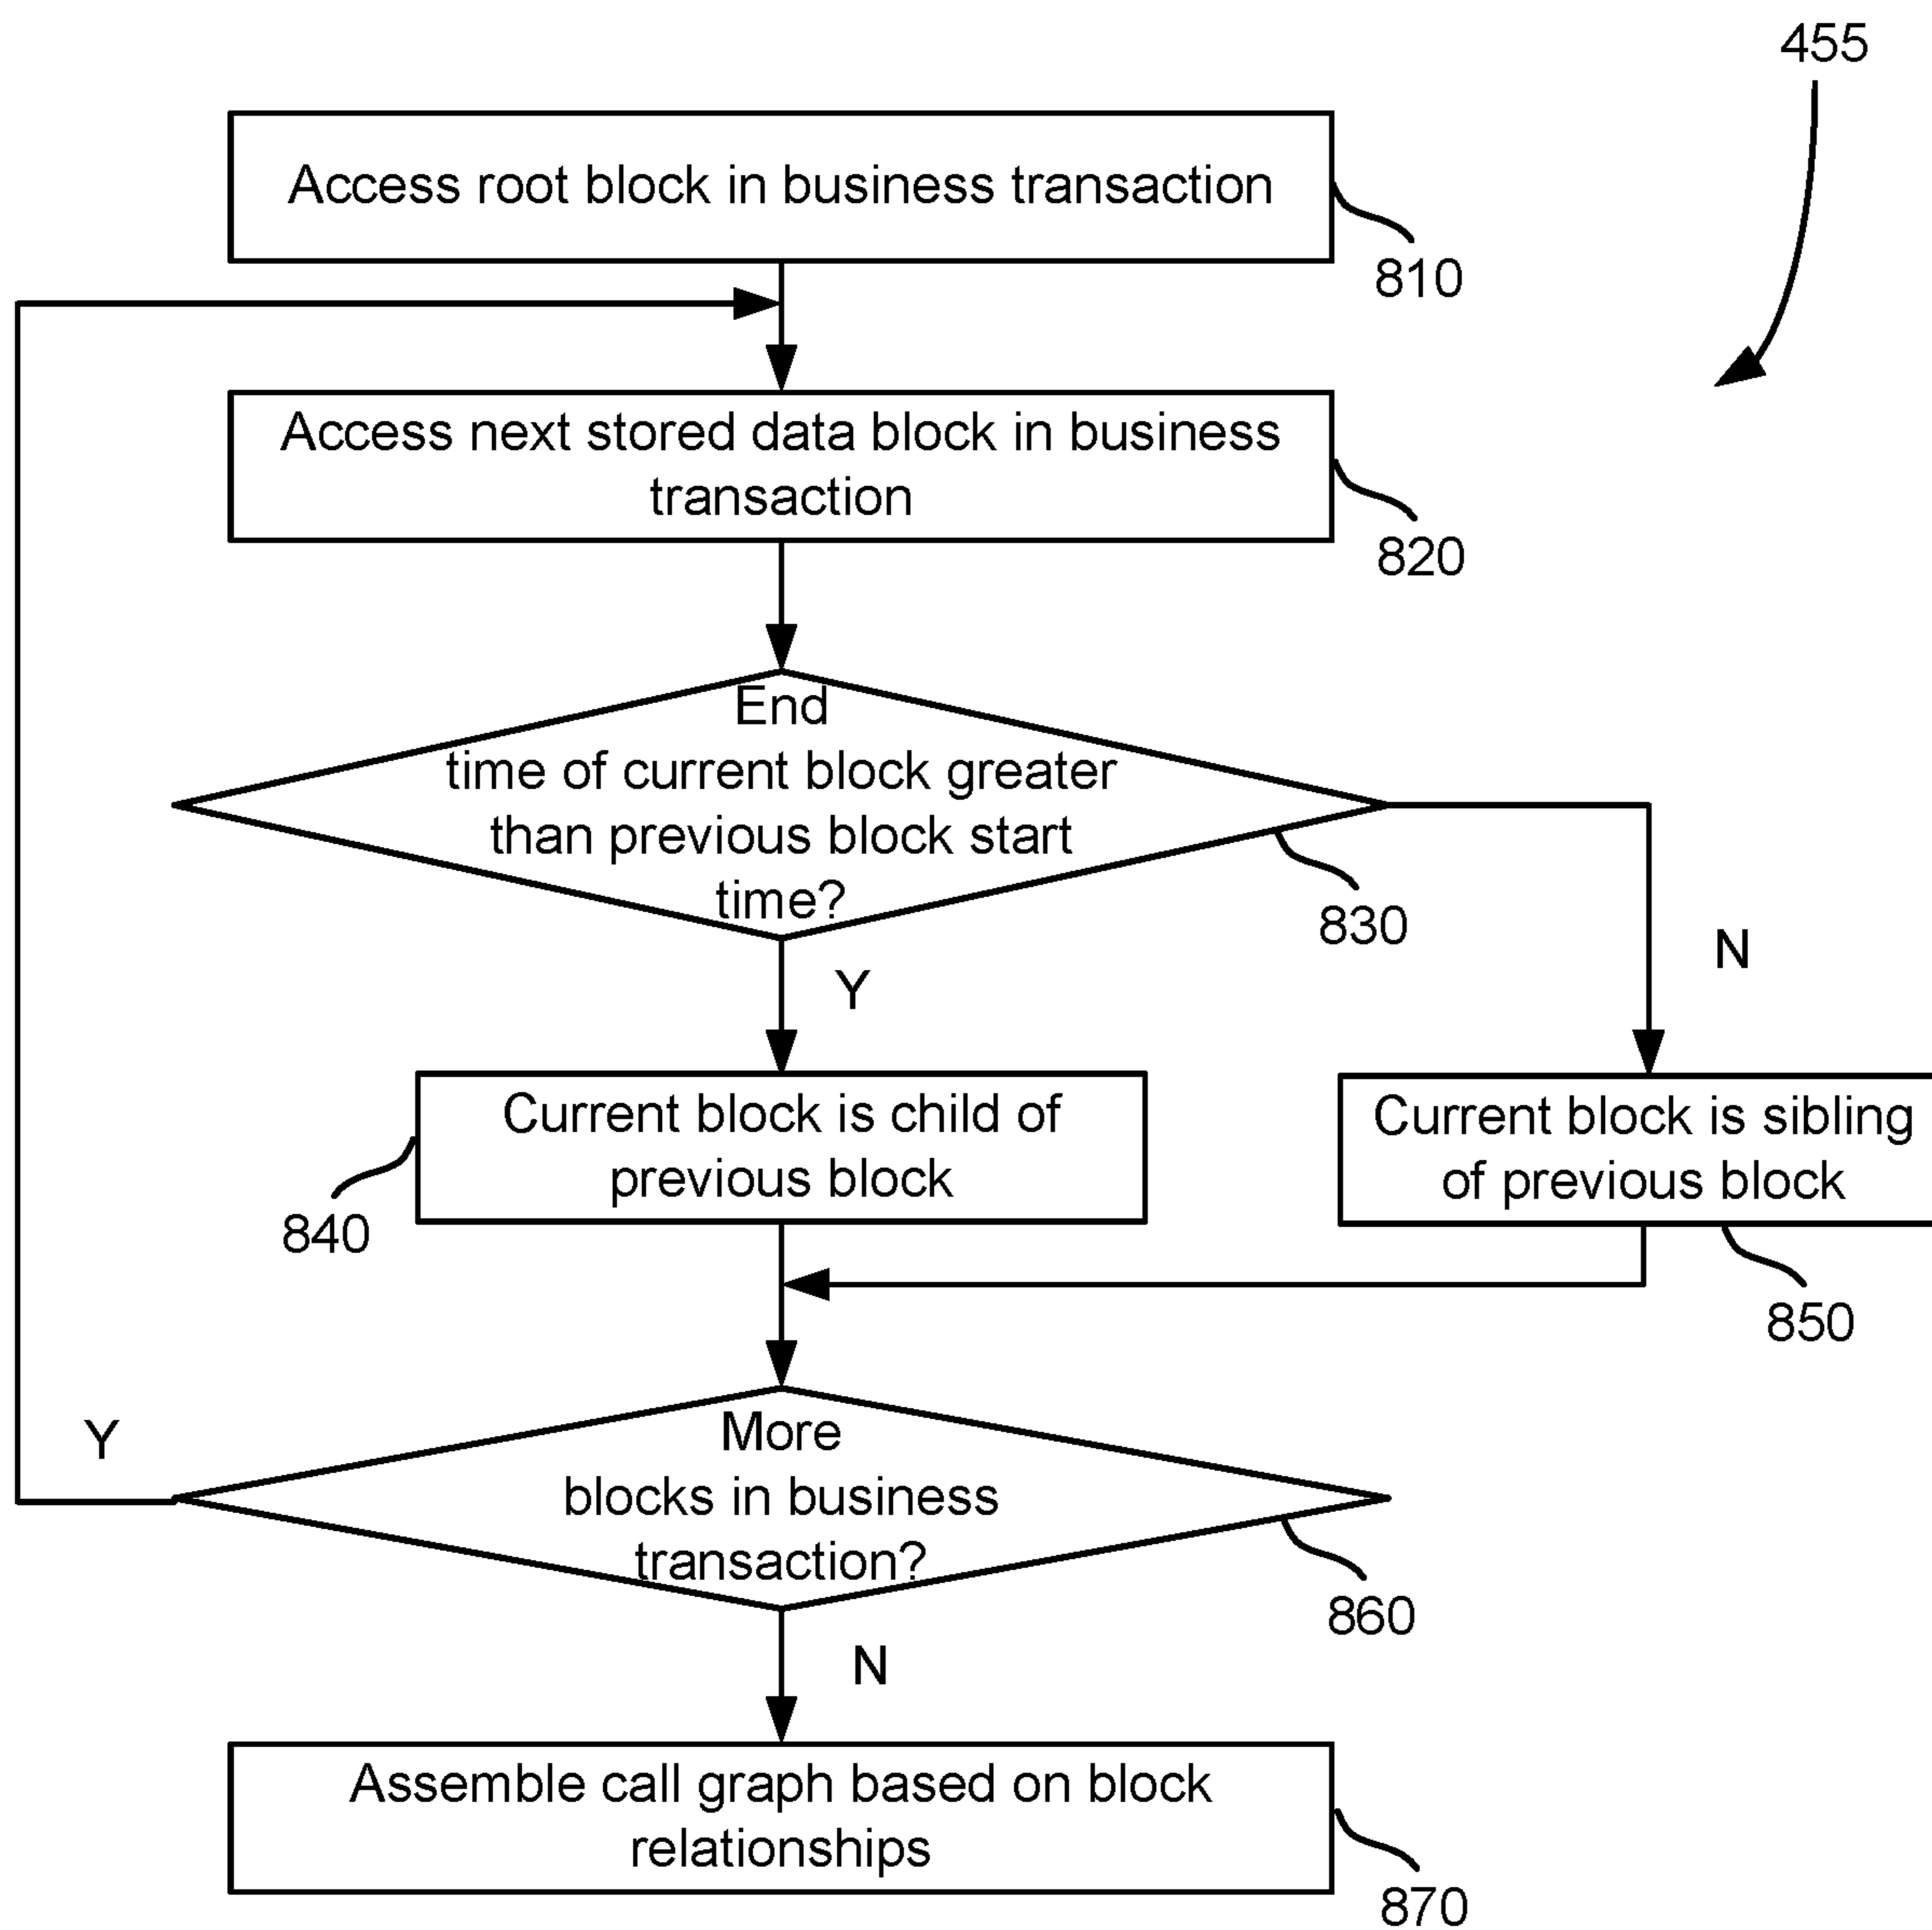 455
Access root block in business transaction
810
Access next stored data block in business
transaction
820
End
time of current block greater
than previous block start
time?
830
N
Y
Current block is child of
previous block
840
Current block is sibling
of previous block
850
Y
More
blocks in business
transaction?
860
N
Assemble call graph based on block
relationships
870